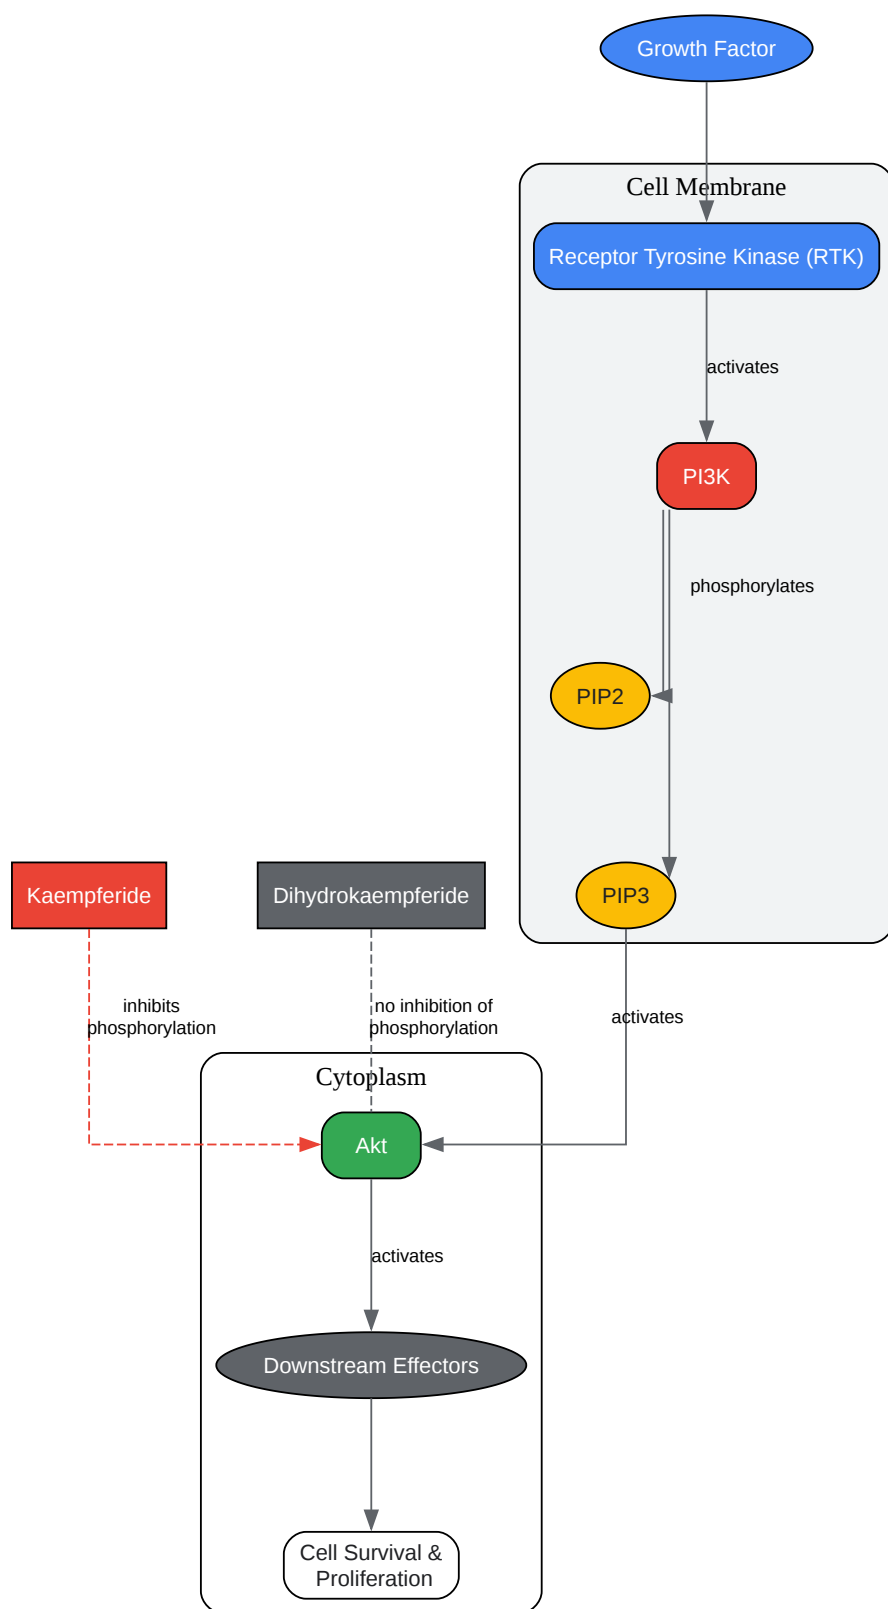 Growth Factor
Cell Membrane
Receptor Tyrosine Kinase (RTK)
activates
PI3K
phosphorylates
PIP2
Kaempferide
Dihydrokaempferide
PIP3
inhibits
phosphorylation
no inhibition of
phosphorylation
activates
Cytoplasm
Akt
activates
Downstream Effectors
Cell Survival &
Proliferation